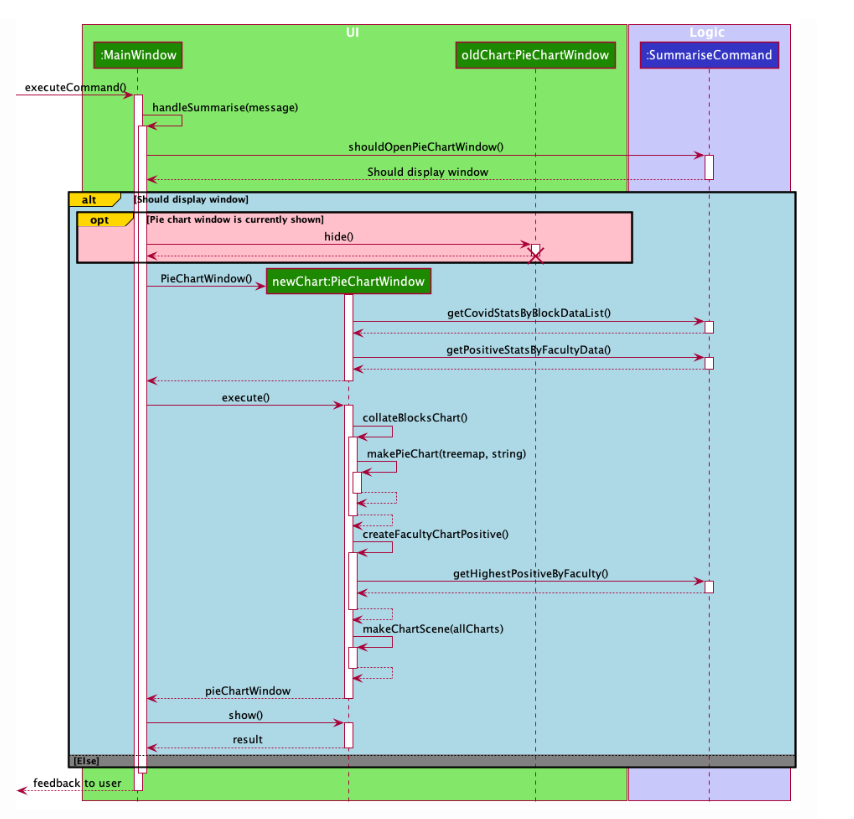 UI
Logic
:MainWindow
oldChart:PieChartWindow
:SummariseCommand
executeCommand()
handleSummarise(message)
shouldOpenPieChartWindow()
Should display window
alt
[Should display window]
opt
[Pie chart window is currently shown]
hide()
PieChartWindow()
newChart:PieChartWindow
getCovidStatsByBlockDataList()
getPositiveStatsByFacultyData()
execute()
collateBlocksChart()
makePieChart(treemap, string)
createFacultyChartPositive()
getHighestPositiveByFaculty()
makeChartScene(allCharts)
pieChartWindow
show()
result
[Else]
feedback to user